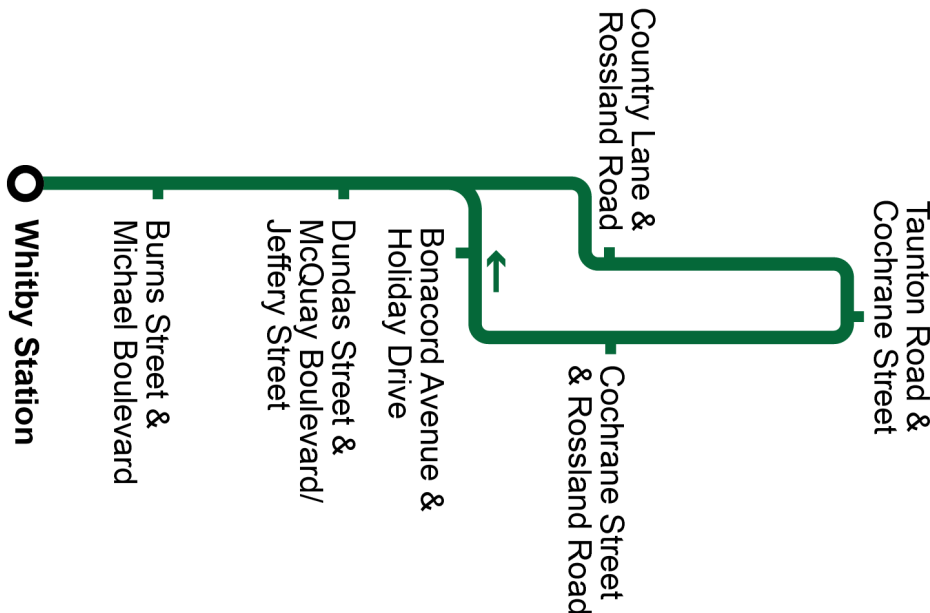 Taunton Road &
Cochrane Street
Country Lane &
Rossland Road
Cochrane Street
& Rossland Road
Bonacord Avenue &
Holiday Drive
Dundas Street &
McQuay Boulevard/
Jeffery Street
Burns Street &
Michael Boulevard
Whitby Station